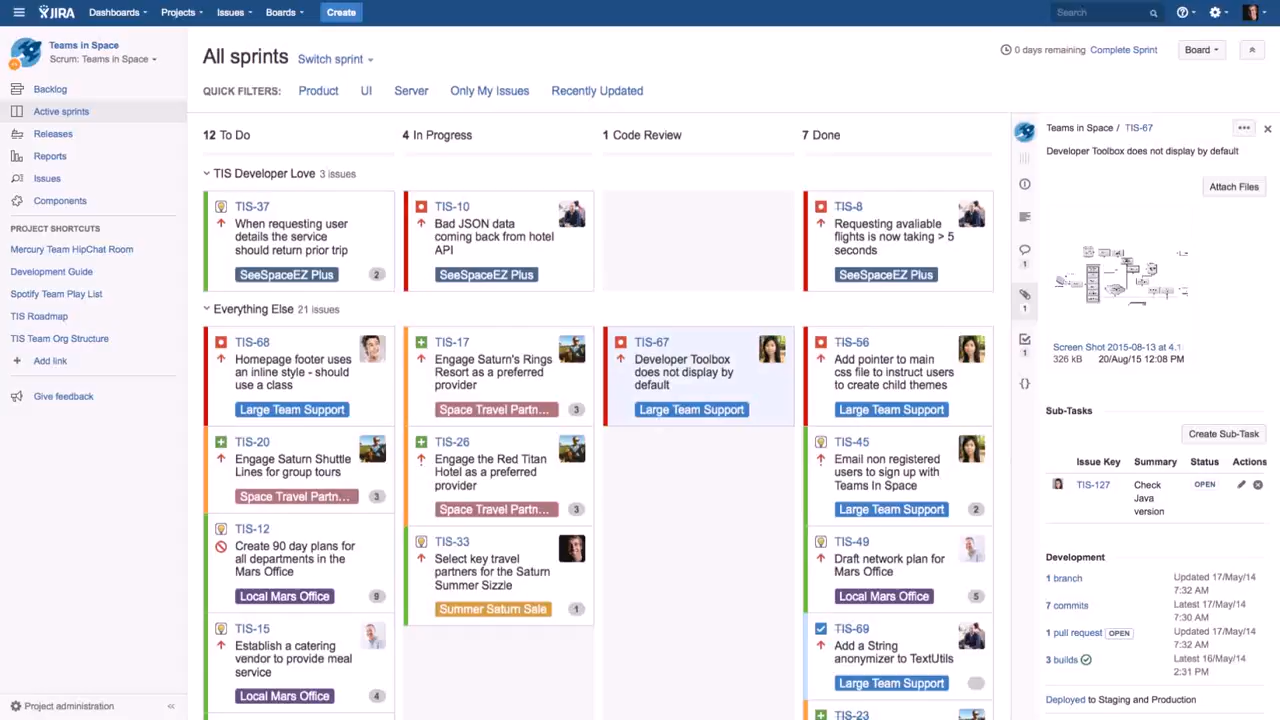 JIRA Dashboards Projects Issues Boards Create Search
Teams in Space
Scrum: Teams in Space
Backlog
Active sprints
Releases
Reports
Issues
Components
PROJECT SHORTCUTS
Mercury Team HipChat Room
Development Guide
Spotify Team Play List
TIS Roadmap
TIS Team Org Structure
Add link
Give feedback
Project administration
All sprints Switch sprint
0 days remaining Complete Sprint Board
QUICK FILTERS: Product UI Server Only My Issues Recently Updated
12 To Do
4 In Progress
1 Code Review
7 Done
TIS Developer Love 3 issues
TIS-37
When requesting user
details the service
should return prior trip
SeeSpaceEZ Plus 2
TIS-10
Bad JSON data
coming back from hotel
API
SeeSpaceEZ Plus
TIS-8
Requesting available
flights is now taking > 5
seconds
SeeSpaceEZ Plus
Everything Else 21 issues
TIS-68
Homepage footer uses
an inline style - should
use a class
Large Team Support
TIS-20
Engage Saturn Shuttle
Lines for group tours
Space Travel Partn... 3
TIS-12
Create 90 day plans for
all departments in the
Mars Office
Local Mars Office 9
TIS-15
Establish a catering
vendor to provide meal
service
Local Mars Office 4
TIS-17
Engage Saturn's Rings
Resort as a preferred
provider
Space Travel Partn... 3
TIS-26
Engage the Red Titan
Hotel as a preferred
provider
Space Travel Partn... 3
TIS-33
Select key travel
partners for the Saturn
Summer Sizzle
Summer Saturn Sale 1
TIS-67
Developer Toolbox
does not display by
default
Large Team Support
TIS-56
Add pointer to main
css file to instruct users
to create child themes
Large Team Support
TIS-45
Email non registered
users to sign up with
Teams In Space
Large Team Support 2
TIS-49
Draft network plan for
Mars Office
Local Mars Office 5
TIS-69
Add a String
anonymizer to TextUtils
Large Team Support
TIS-23
Teams in Space / TIS-67
Developer Toolbox does not display by default
Attach Files
1
1
1
Screen Shot 2015-08-13 at 4.1
326 kB 20/Aug/15 12:08 PM
Sub-Tasks
Create Sub-Task
Issue Key Summary Status Actions
TIS-127 Check OPEN
Java
version
Development
1 branch Updated 17/May/14
7:32 AM
7 commits Latest 17/May/14
7:30 AM
1 pull request OPEN Updated 17/May/14
7:32 AM
3 builds Latest 16/May/14
2:31 PM
Deployed to Staging and Production